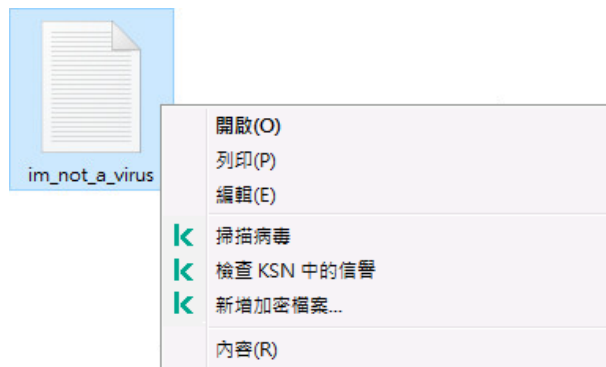 im_not_a_virus
開啟(O)
列印(P)
編輯(E)
掃描病毒
檢查 KSN 中的信譽
新增加密檔案...
內容(R)